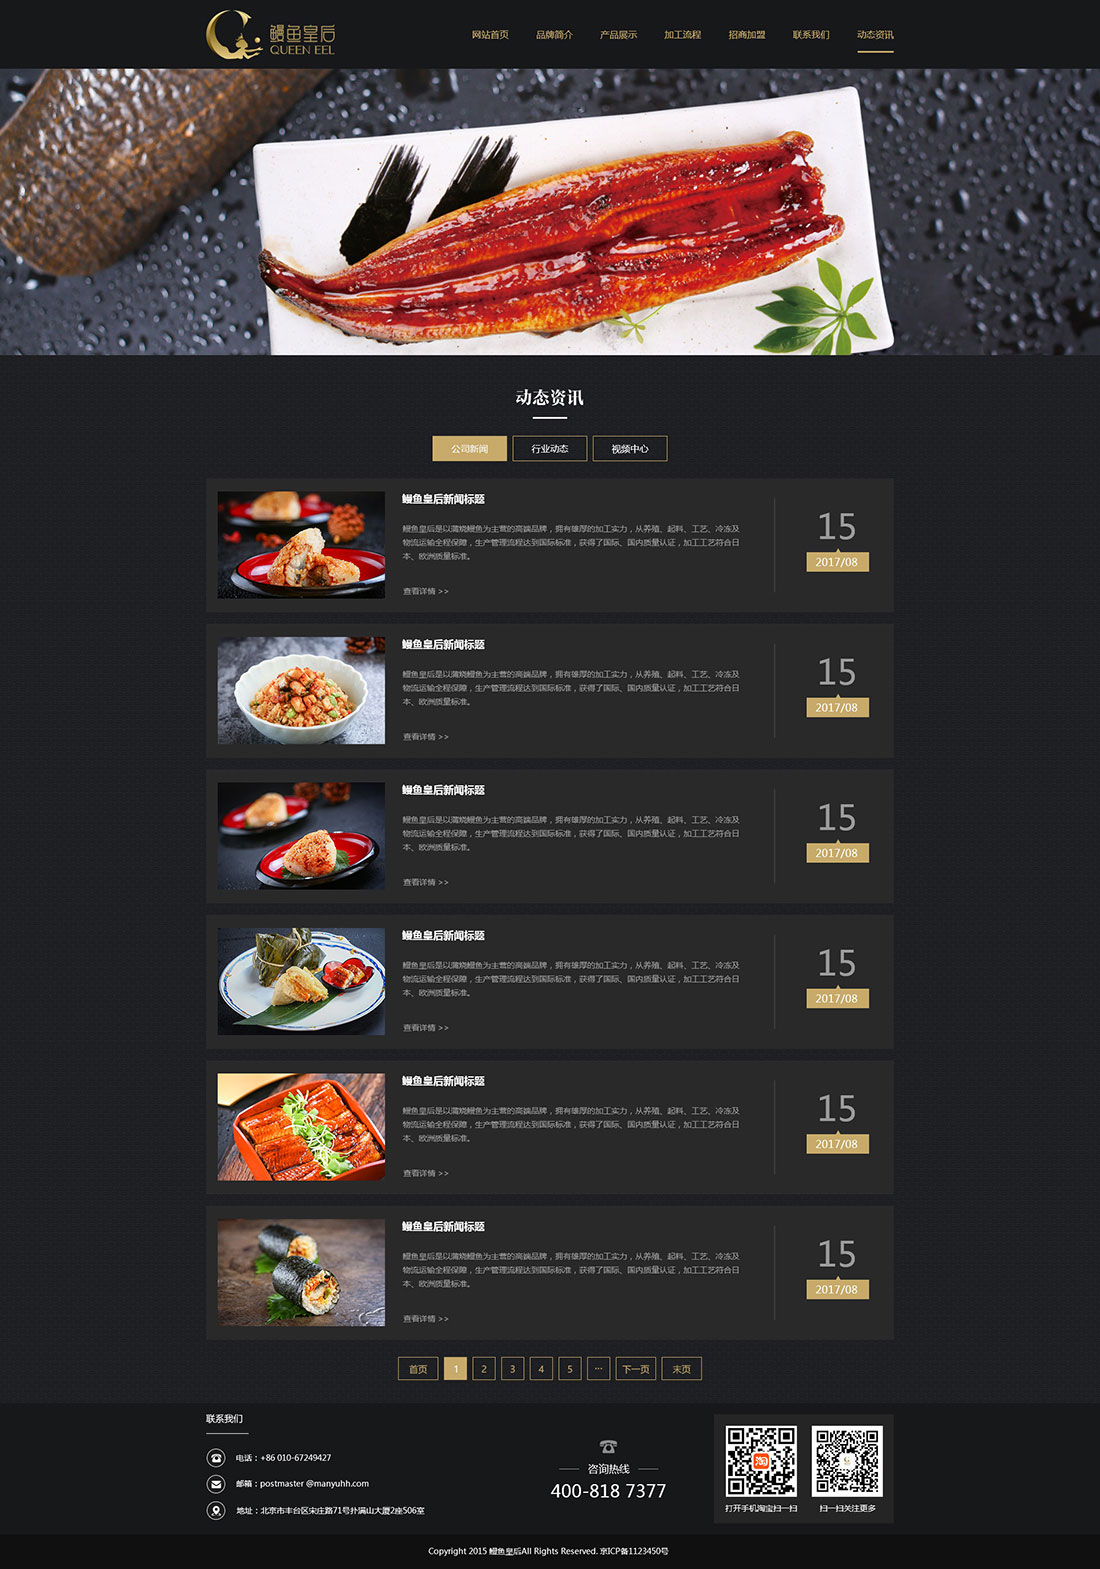 鳗鱼皇后
QUEEN EEL
网站首页 品牌简介 产品展示 加工流程 招商加盟 联系我们 动态资讯
动态资讯
公司新闻 行业动态 视频中心
鳗鱼皇后新闻标题
鳗鱼皇后是以蒲烧鳗鱼为主营的高端品牌，拥有雄厚的加工实力，从养殖、起料、工艺、冷冻及
物流运输全程保障，生产管理流程达到国际标准，获得了国际、国内质量认证，加工工艺符合日
本、欧洲质量标准。
查看详情 >>
15
2017/08
鳗鱼皇后新闻标题
鳗鱼皇后是以蒲烧鳗鱼为主营的高端品牌，拥有雄厚的加工实力，从养殖、起料、工艺、冷冻及
物流运输全程保障，生产管理流程达到国际标准，获得了国际、国内质量认证，加工工艺符合日
本、欧洲质量标准。
查看详情 >>
15
2017/08
鳗鱼皇后新闻标题
鳗鱼皇后是以蒲烧鳗鱼为主营的高端品牌，拥有雄厚的加工实力，从养殖、起料、工艺、冷冻及
物流运输全程保障，生产管理流程达到国际标准，获得了国际、国内质量认证，加工工艺符合日
本、欧洲质量标准。
查看详情 >>
15
2017/08
鳗鱼皇后新闻标题
鳗鱼皇后是以蒲烧鳗鱼为主营的高端品牌，拥有雄厚的加工实力，从养殖、起料、工艺、冷冻及
物流运输全程保障，生产管理流程达到国际标准，获得了国际、国内质量认证，加工工艺符合日
本、欧洲质量标准。
查看详情 >>
15
2017/08
鳗鱼皇后新闻标题
鳗鱼皇后是以蒲烧鳗鱼为主营的高端品牌，拥有雄厚的加工实力，从养殖、起料、工艺、冷冻及
物流运输全程保障，生产管理流程达到国际标准，获得了国际、国内质量认证，加工工艺符合日
本、欧洲质量标准。
查看详情 >>
15
2017/08
鳗鱼皇后新闻标题
鳗鱼皇后是以蒲烧鳗鱼为主营的高端品牌，拥有雄厚的加工实力，从养殖、起料、工艺、冷冻及
物流运输全程保障，生产管理流程达到国际标准，获得了国际、国内质量认证，加工工艺符合日
本、欧洲质量标准。
查看详情 >>
15
2017/08
首页 1 2 3 4 5 ··· 下一页 末页
联系我们
电话：+86 010-67249427
邮箱：postmaster @manyuhh.com
地址：北京市丰台区宋庄路71号扑满山大厦2座506室
咨询热线
400-818 7377
淘
打开手机淘宝扫一扫
扫一扫关注更多
Copyright 2015 鳗鱼皇后All Rights Reserved. 京ICP备1123450号